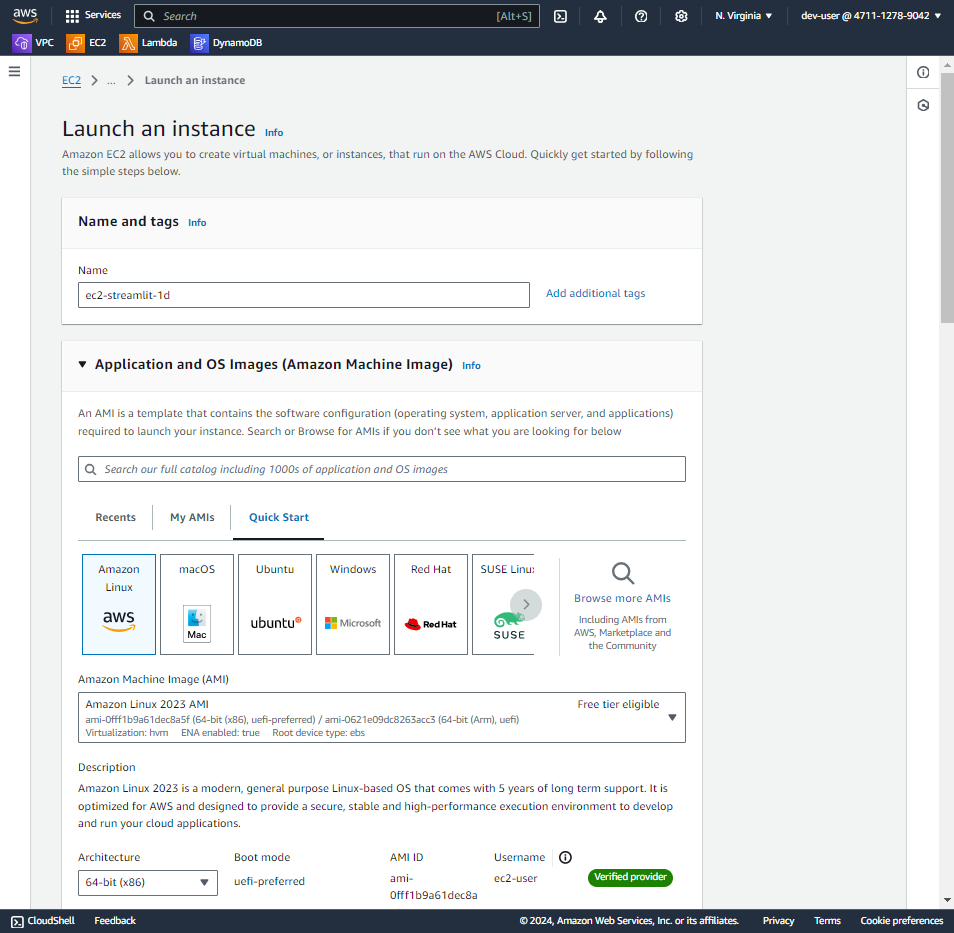 aws Services Search [Alt+S] N. Virginia dev-user @ 4711-1278-9042
VPC EC2 Lambda DynamoDB
EC2 ... Launch an instance
Launch an instance Info
Amazon EC2 allows you to create virtual machines, or instances, that run on the AWS Cloud. Quickly get started by following
the simple steps below.
Name and tags Info
Name
ec2-streamlit-1d Add additional tags
Application and OS Images (Amazon Machine Image) Info
An AMI is a template that contains the software configuration (operating system, application server, and applications)
required to launch your instance. Search or Browse for AMIs if you don't see what you are looking for below
Search our full catalog including 1000s of application and OS images
Recents My AMIs Quick Start
Amazon
Linux
aws
macOS
Mac
Ubuntu
ubuntu
Windows
Microsoft
Red Hat
Red Hat
SUSE Linux
SUSE
Browse more AMIs
Including AMIs from
AWS, Marketplace and
the Community
Amazon Machine Image (AMI)
Amazon Linux 2023 AMI Free tier eligible
ami-0fff1b9a61dec8a5f (64-bit (x86), uefi-preferred) / ami-0621e09dc8263acc3 (64-bit (Arm), uefi)
Virtualization: hvm ENA enabled: true Root device type: ebs
Description
Amazon Linux 2023 is a modern, general purpose Linux-based OS that comes with 5 years of long term support. It is
optimized for AWS and designed to provide a secure, stable and high-performance execution environment to develop
and run your cloud applications.
Architecture Boot mode AMI ID Username
64-bit (x86) uefi-preferred ami- ec2-user Verified provider
0fff1b9a61dec8a
CloudShell Feedback © 2024, Amazon Web Services, Inc. or its affiliates. Privacy Terms Cookie preferences